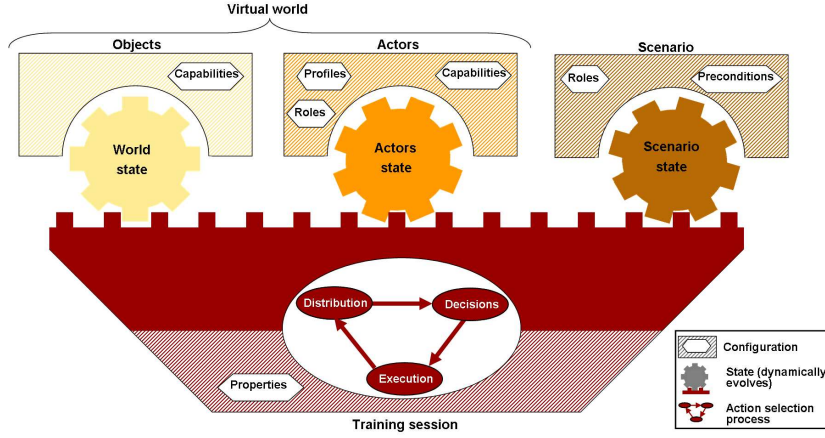 Virtual world
Objects
Actors
Scenario
Capabilities
Profiles
Capabilities
Roles
Preconditions
Roles
World
state
Actors
state
Scenario
state
Distribution
Decisions
Execution
Properties
Training session
Configuration
State (dynamically
evolves)
Action selection
process